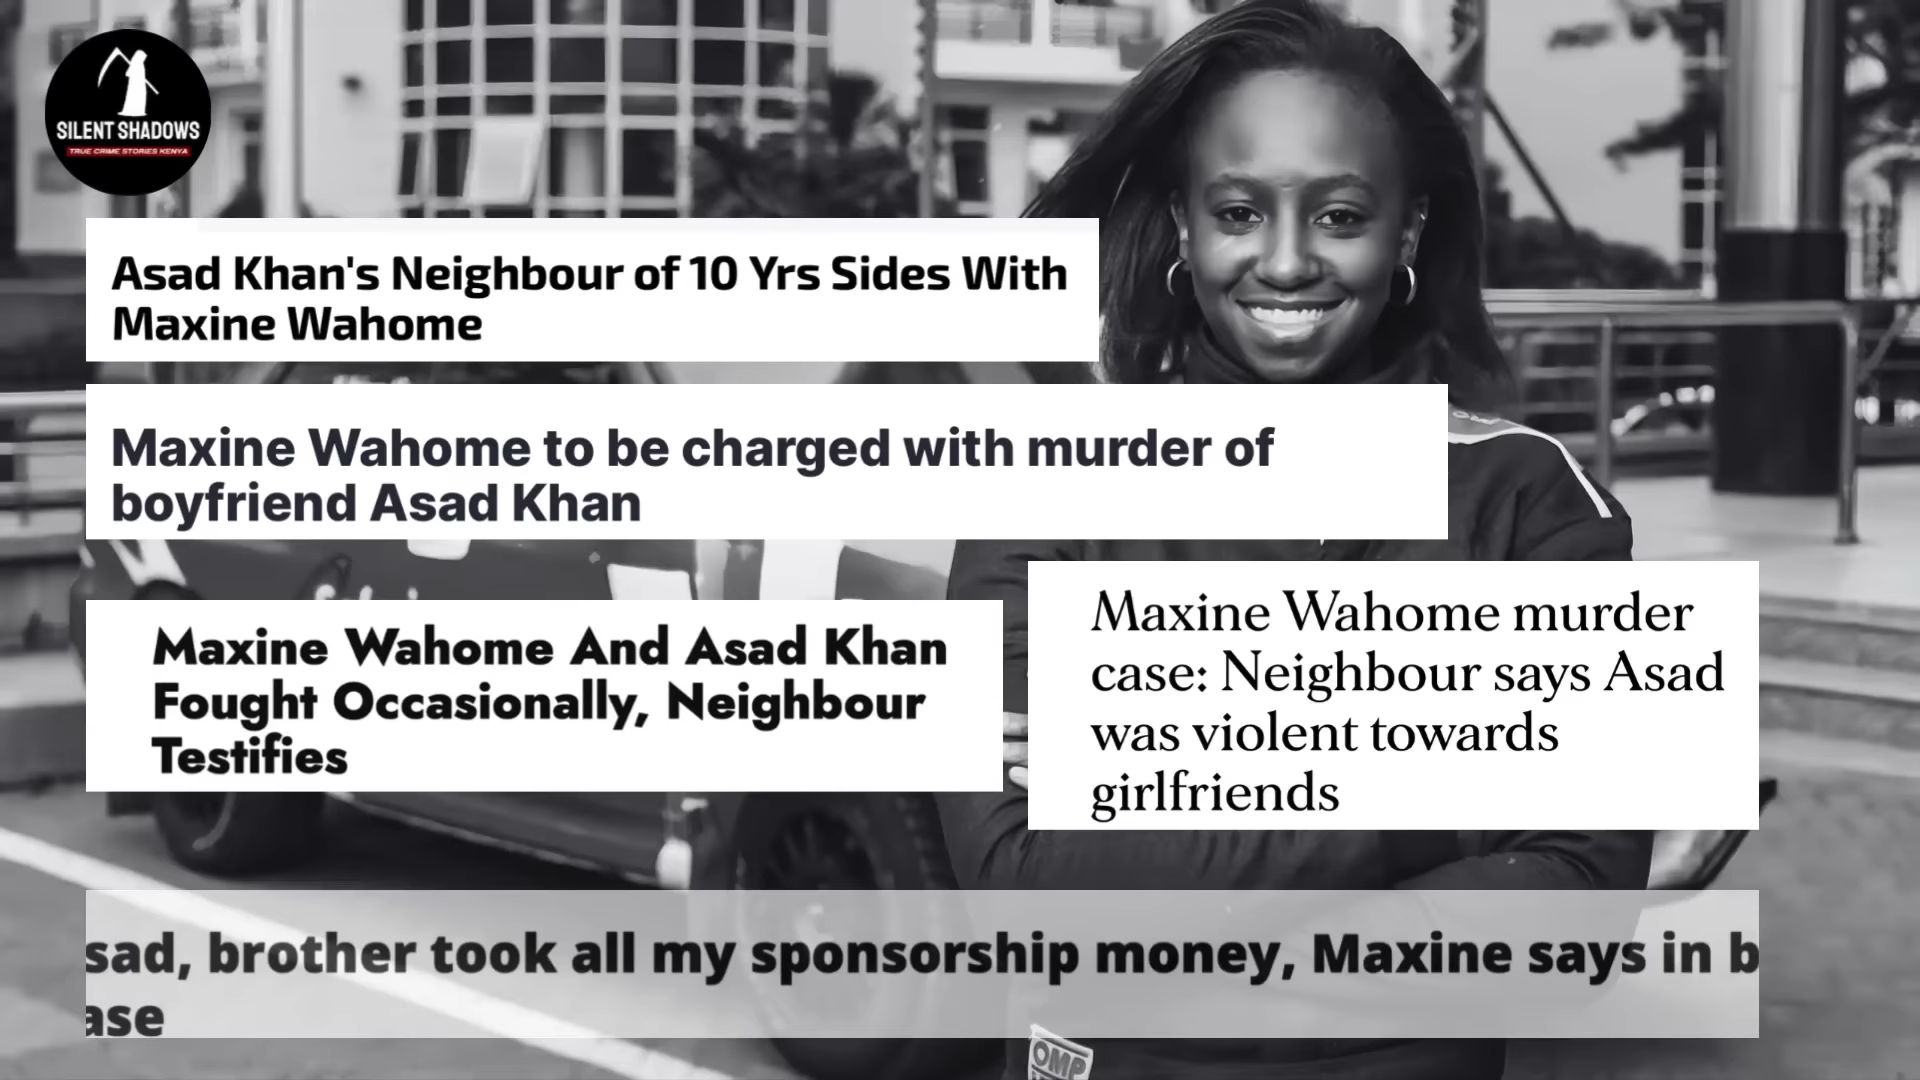 SILENT SHADOWS
TRUE CRIME STORIES KENYA
Asad Khan's Neighbour of 10 Yrs Sides With
Maxine Wahome
Maxine Wahome to be charged with murder of
boyfriend Asad Khan
Maxine Wahome And Asad Khan
Fought Occasionally, Neighbour
Testifies
Maxine Wahome murder
case: Neighbour says Asad
was violent towards
girlfriends
sad, brother took all my sponsorship money, Maxine says in b
ase
OMP